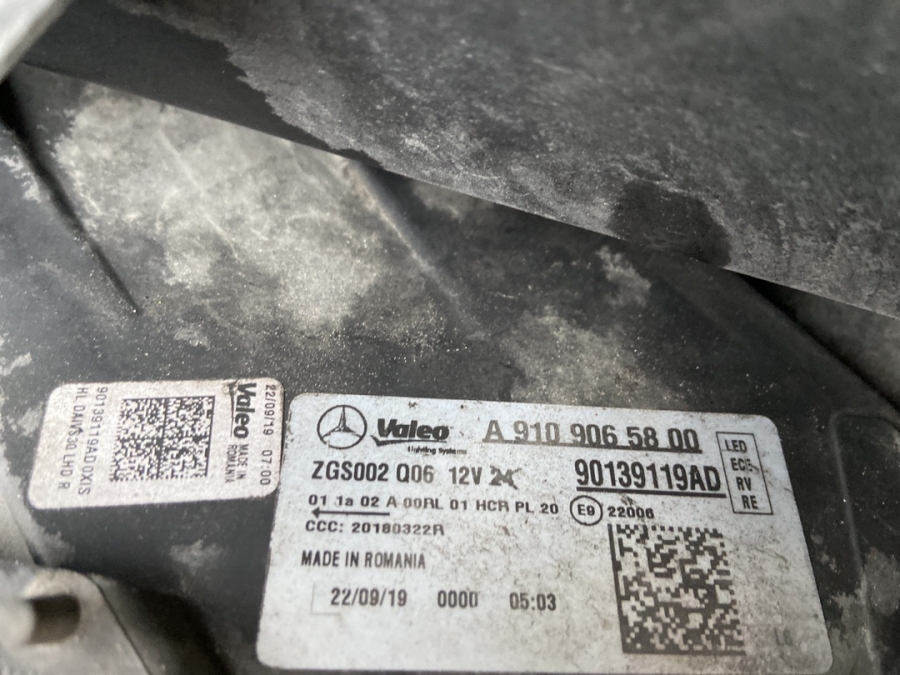 22/09/19 07:00
Valeo MADE IN ROMANIA
90139119AD 0XIS
HL DAIV530 LHD R
Valeo A 910 906 58 00
Lighting Systems
ZGS002 Q06 12V 90139119AD
LED
ECE
RV
RE
01 1a 02 A 00RL 01 HCR PL 20 E9 22006
CCC: 20180322R
MADE IN ROMANIA
22/09/19 0000 05:03